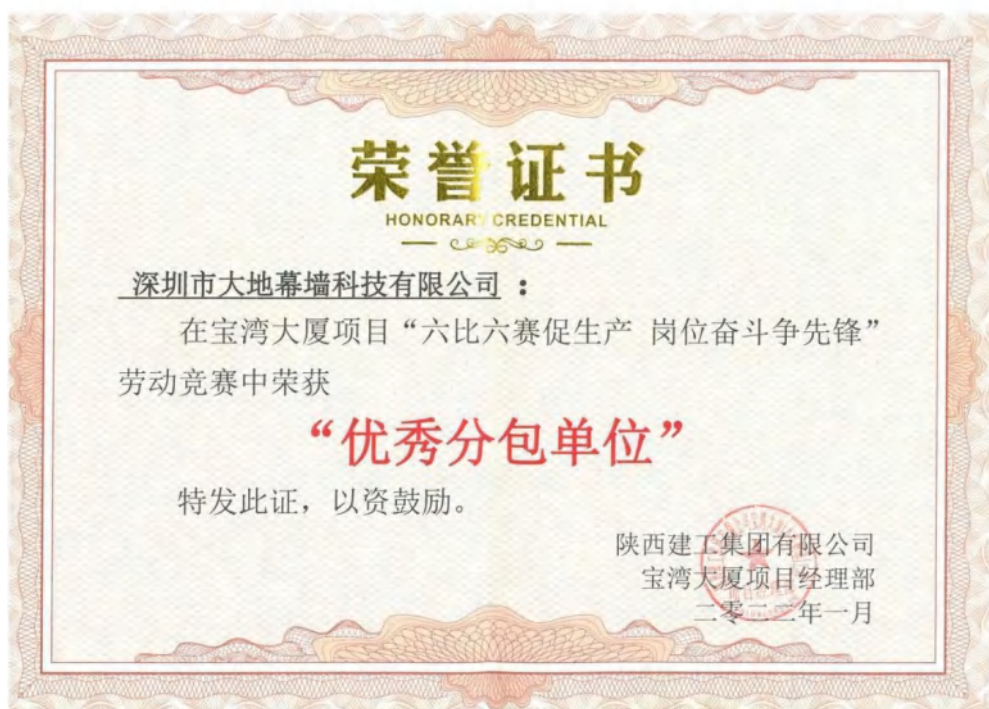 荣誉证书
HONORARY CREDENTIAL
深圳市大地幕墙科技有限公司：
在宝湾大厦项目“六比六赛促生产 岗位奋斗争先锋”
劳动竞赛中荣获
“优秀分包单位”
特发此证，以资鼓励。
陕西建工集团有限公司
宝湾大厦项目经理部
二零二二年一月